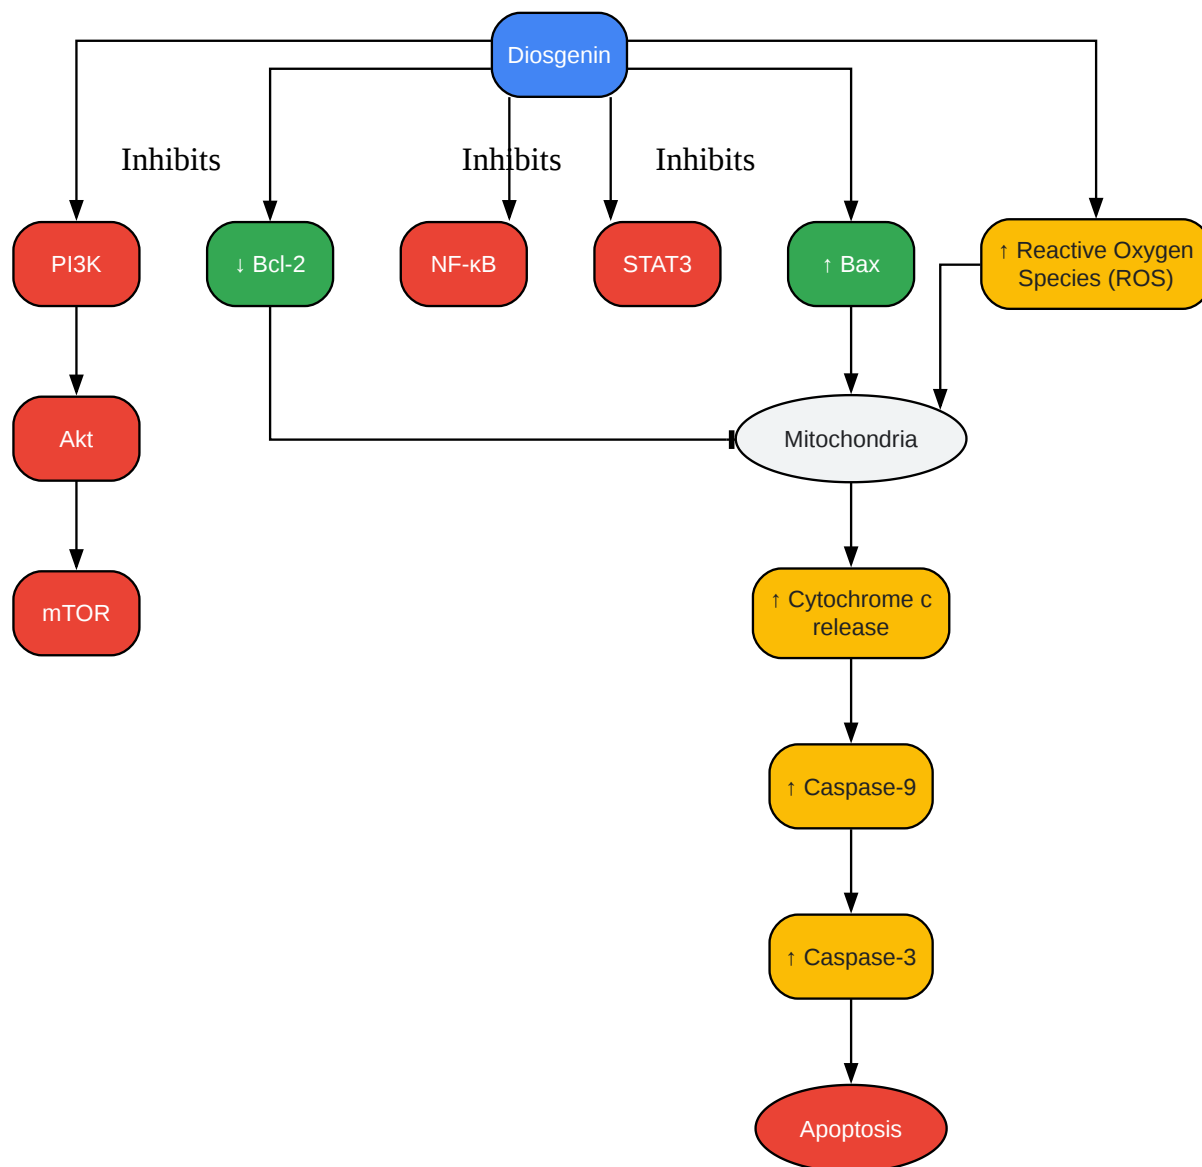 Diosgenin
Inhibits
Inhibits
Inhibits
PI3K
↓ Bcl-2
NF-κB
STAT3
↑ Bax
↑ Reactive Oxygen
Species (ROS)
Akt
Mitochondria
mTOR
↑ Cytochrome c
release
↑ Caspase-9
↑ Caspase-3
Apoptosis